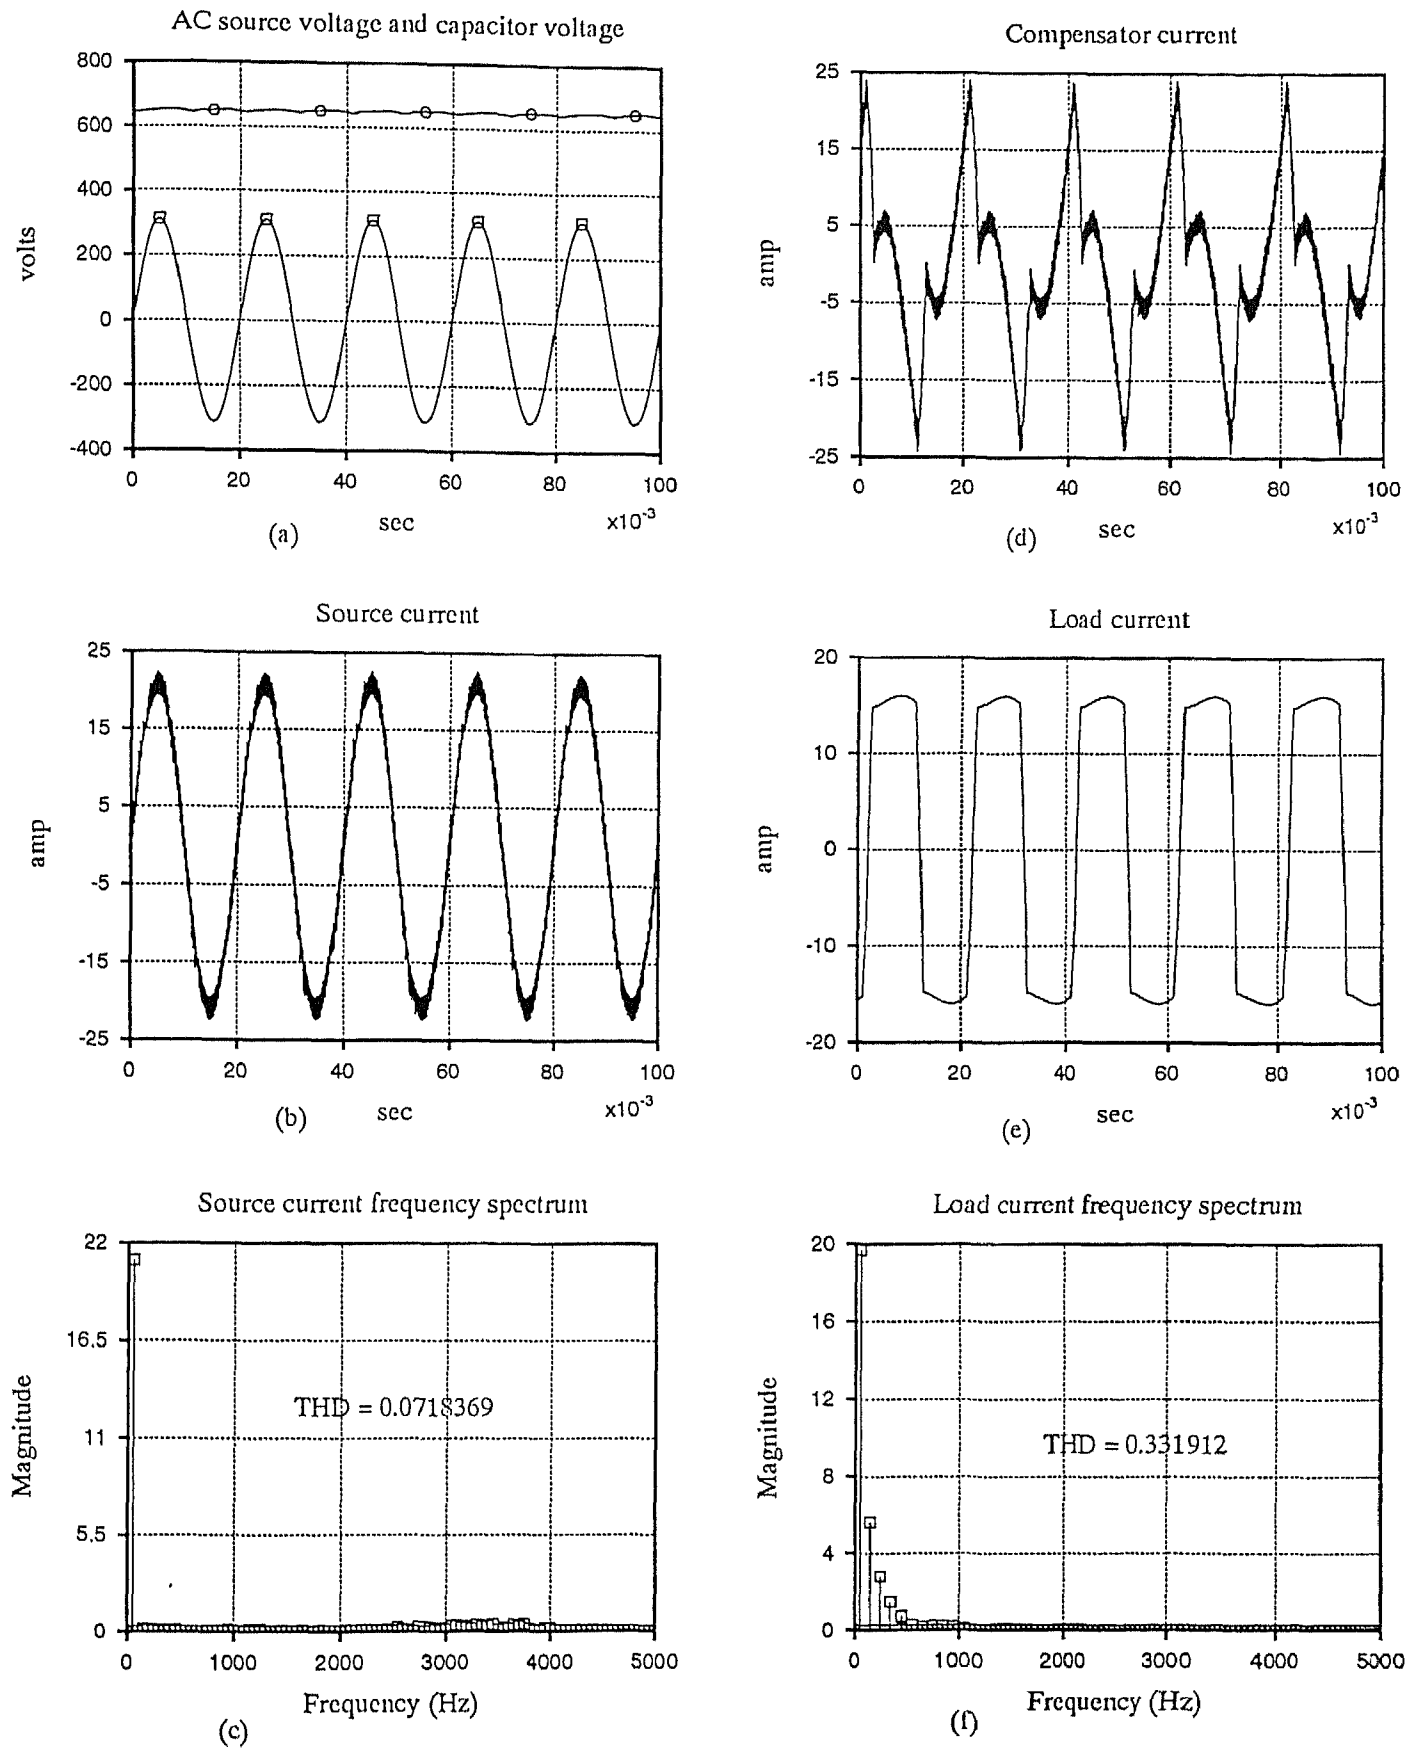 AC source voltage and capacitor voltage
800
600
400
200
0
-200
-400
volts
0 20 40 60 80 100
sec
x10-3
(a)
Compensator current
25
15
5
-5
-15
-25
amp
0 20 40 60 80 100
sec
x10-3
(d)
Source current
25
15
5
-5
-15
-25
amp
0 20 40 60 80 100
sec
x10-3
(b)
Load current
20
10
0
-10
-20
amp
0 20 40 60 80 100
sec
x10-3
(e)
Source current frequency spectrum
22
16.5
11
5.5
0
Magnitude
THD = 0.0718369
0 1000 2000 3000 4000 5000
Frequency (Hz)
(c)
Load current frequency spectrum
20
16
12
8
4
0
Magnitude
THD = 0.331912
0 1000 2000 3000 4000 5000
Frequency (Hz)
(f)